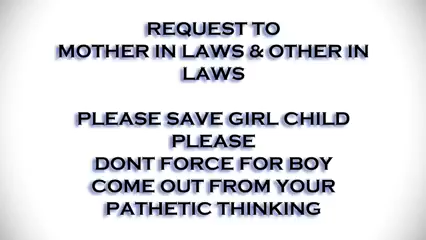 REQUEST TO
MOTHER IN LAWS & OTHER IN
LAWS
PLEASE SAVE GIRL CHILD
PLEASE
DONT FORCE FOR BOY
COME OUT FROM YOUR
PATHETIC THINKING